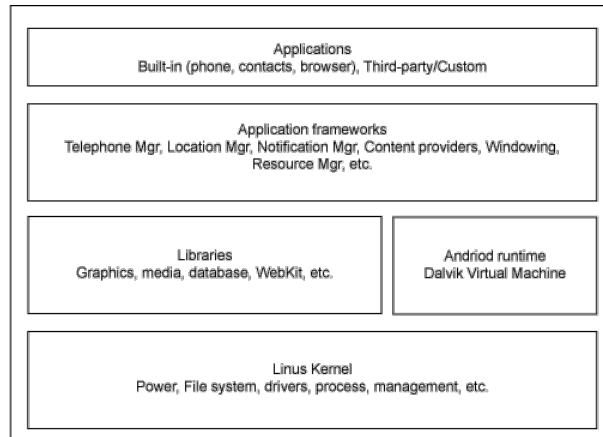 Applications
Built-in (phone, contacts, browser), Third-party/Custom
Application frameworks
Telephone Mgr, Location Mgr, Notification Mgr, Content providers, Windowing,
Resource Mgr, etc.
Libraries
Graphics, media, database, WebKit, etc.
Andriod runtime
Dalvik Virtual Machine
Linus Kernel
Power, File system, drivers, process, management, etc.